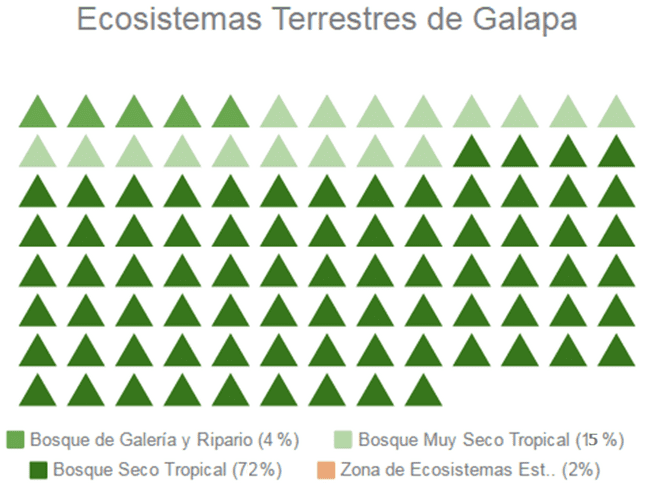 Ecosistemas Terrestres de Galapa
Bosque de Galería y Ripario (4 %) Bosque Muy Seco Tropical (15 %)
Bosque Seco Tropical (72 %) Zona de Ecosistemas Est.. (2%)